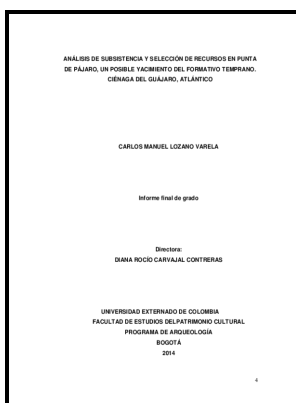 ANÁLISIS DE SUBSISTENCIA Y SELECCIÓN DE RECURSOS EN PUNTA
DE PÁJARO, UN POSIBLE YACIMIENTO DEL FORMATIVO TEMPRANO.
CIÉNAGA DEL GUÁJARO, ATLÁNTICO
CARLOS MANUEL LOZANO VARELA
Informe final de grado
Directora:
DIANA ROCÍO CARVAJAL CONTRERAS
UNIVERSIDAD EXTERNADO DE COLOMBIA
FACULTAD DE ESTUDIOS DELPATRIMONIO CULTURAL
PROGRAMA DE ARQUEOLOGÍA
BOGOTÁ
2014
4